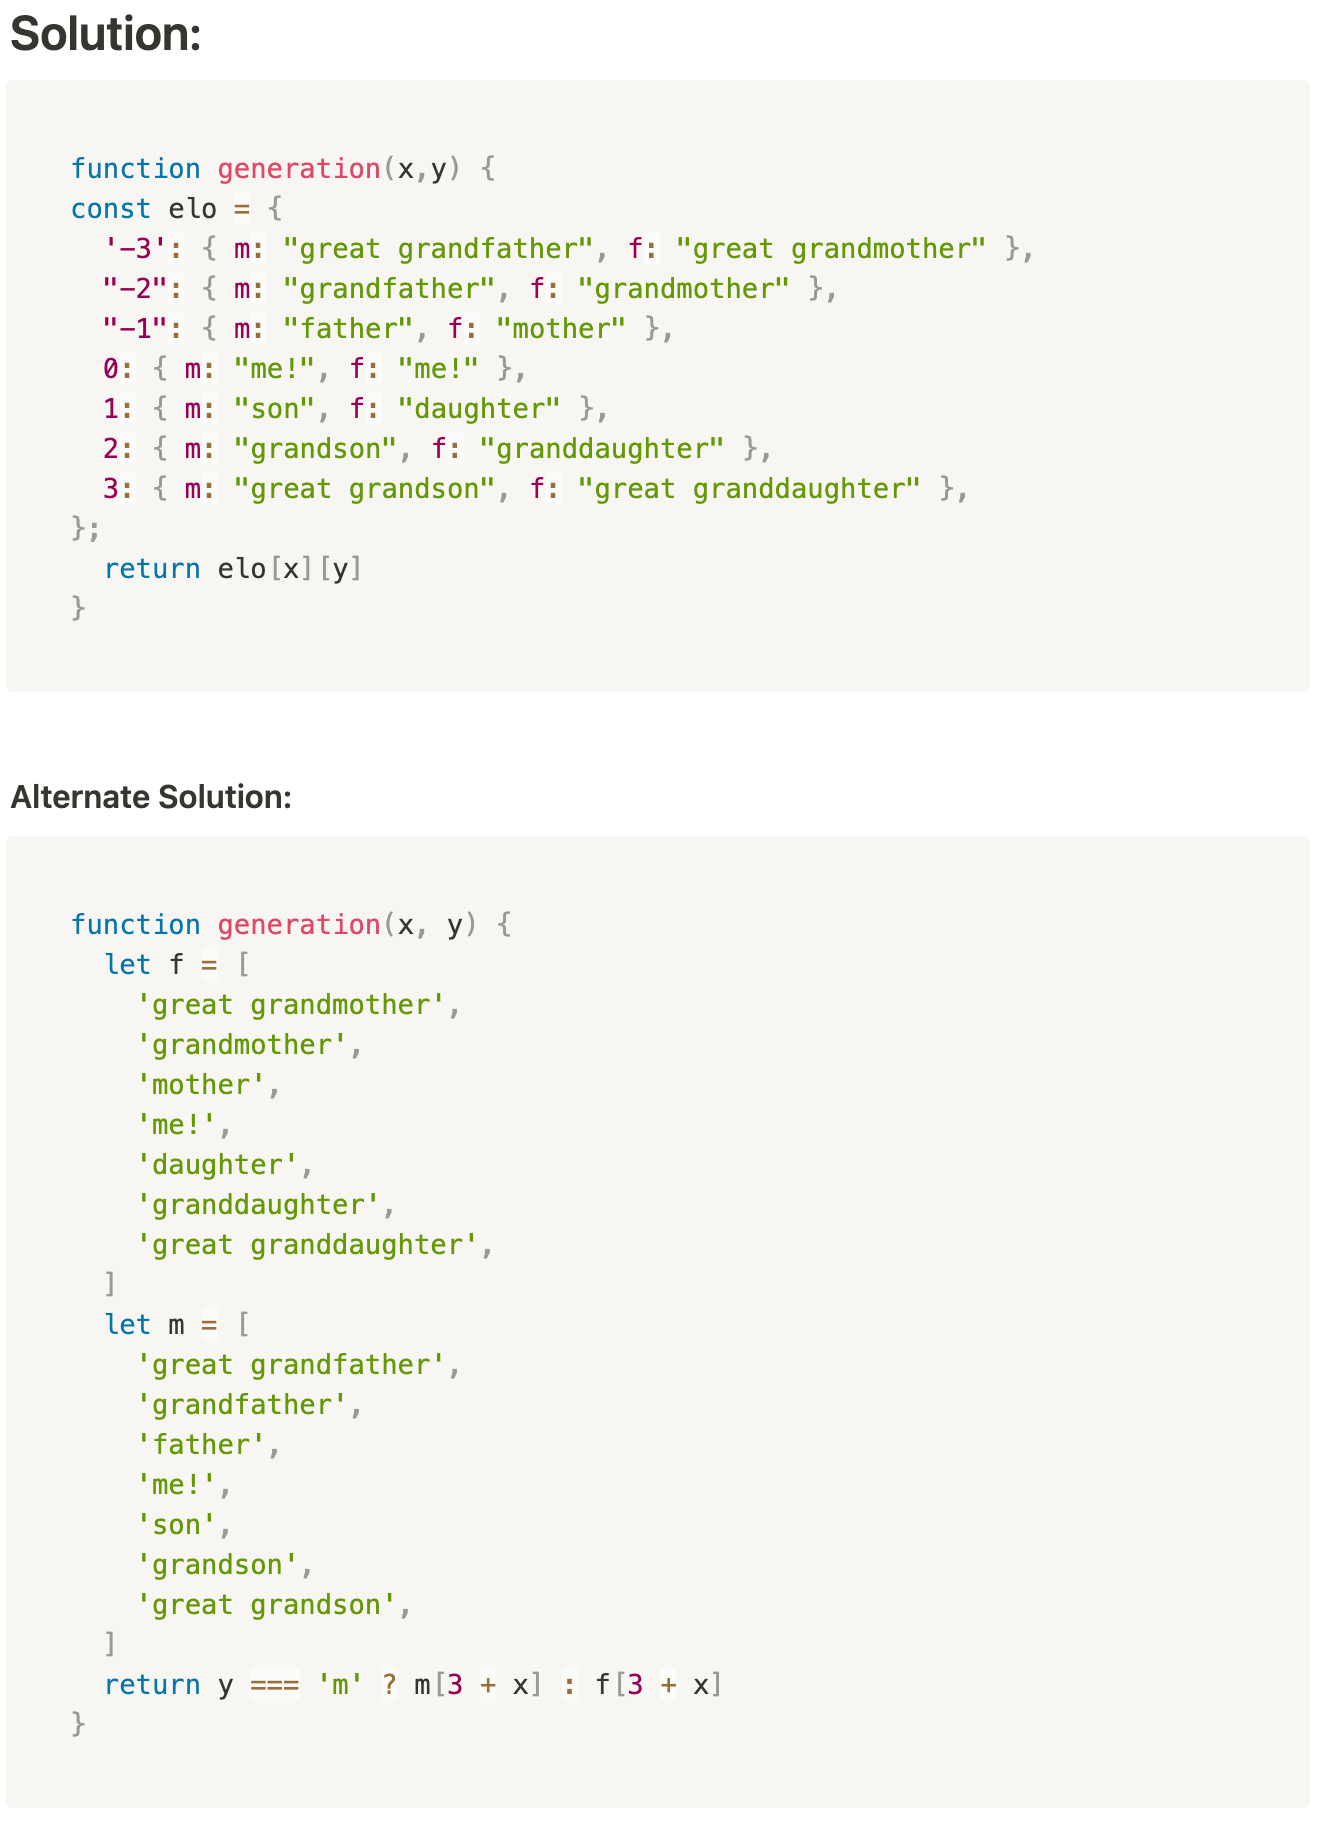 Solution:
function generation(x,y) {
const elo = {
  '-3': { m: "great grandfather", f: "great grandmother" },
  "-2": { m: "grandfather", f: "grandmother" },
  "-1": { m: "father", f: "mother" },
  0: { m: "me!", f: "me!" },
  1: { m: "son", f: "daughter" },
  2: { m: "grandson", f: "granddaughter" },
  3: { m: "great grandson", f: "great granddaughter" },
};
  return elo[x][y]
}
Alternate Solution:
function generation(x, y) {
  let f = [
    'great grandmother',
    'grandmother',
    'mother',
    'me!',
    'daughter',
    'granddaughter',
    'great granddaughter',
  ]
  let m = [
    'great grandfather',
    'grandfather',
    'father',
    'me!',
    'son',
    'grandson',
    'great grandson',
  ]
  return y === 'm' ? m[3 + x] : f[3 + x]
}